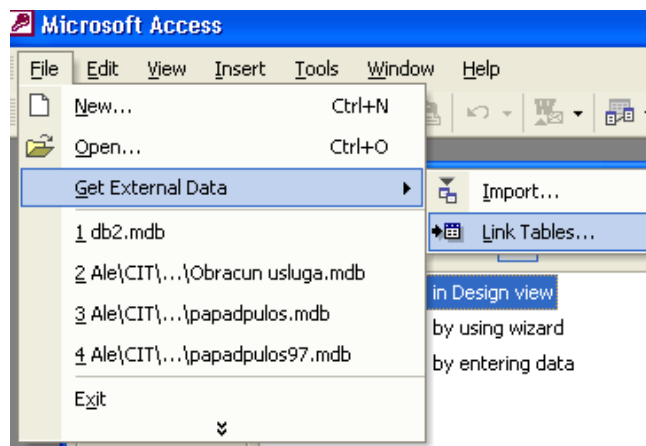 Microsoft Access
File Edit View Insert Tools Window Help
New... Ctrl+N
Open... Ctrl+O
Get External Data
Import...
1 db2.mdb
Link Tables...
2 Ale\CIT\...\Obracun usluga.mdb
in Design view
3 Ale\CIT\...\papadpulos.mdb
by using wizard
4 Ale\CIT\...\papadpulos97.mdb
by entering data
Exit